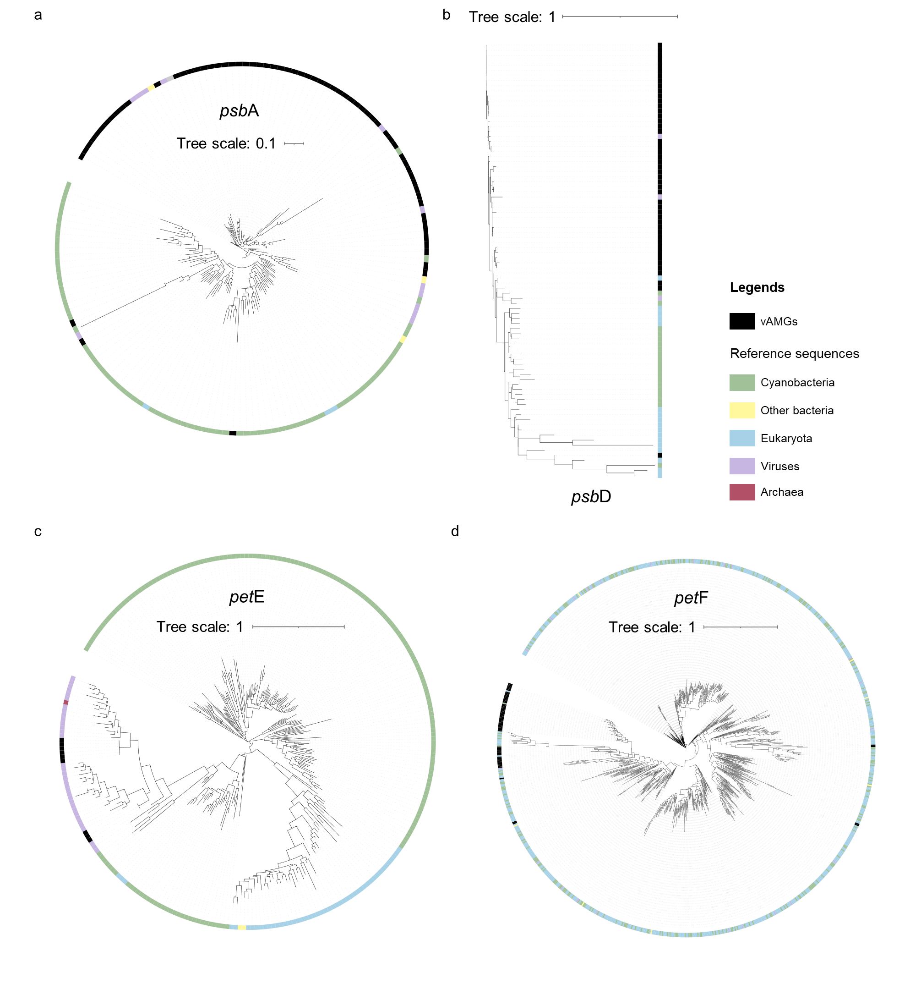 a
psbA
Tree scale: 0.1
b
Tree scale: 1
psbD
Legends
vAMGs
Reference sequences
Cyanobacteria
Other bacteria
Eukaryota
Viruses
Archaea
c
petE
Tree scale: 1
d
petF
Tree scale: 1